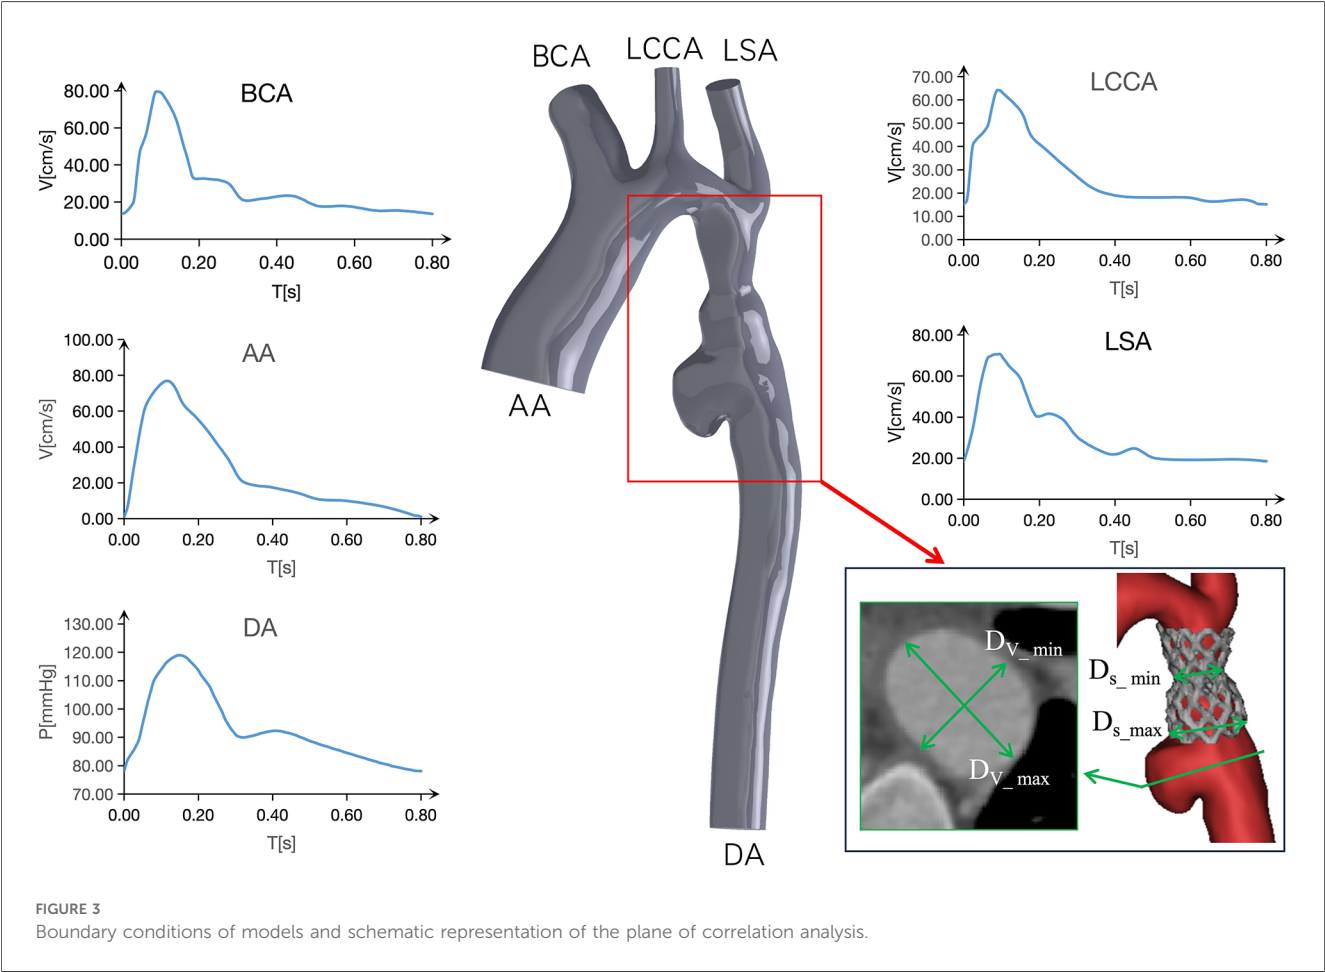 BCA
LCCA
LSA
AA
DA
BCA
V[cm/s]
80.00
60.00
40.00
20.00
0.00
0.00 0.20 0.40 0.60 0.80
T[s]
AA
V[cm/s]
100.00
80.00
60.00
40.00
20.00
0.00
0.00 0.20 0.40 0.60 0.80
T[s]
DA
P[mmHg]
130.00
120.00
110.00
100.00
90.00
80.00
70.00
0.00 0.20 0.40 0.60 0.80
T[s]
LCCA
V[cm/s]
70.00
60.00
50.00
40.00
30.00
20.00
10.00
0.00
0.00 0.20 0.40 0.60 0.80
T[s]
LSA
V[cm/s]
80.00
60.00
40.00
20.00
0.00
0.00 0.20 0.40 0.60 0.80
T[s]
DV_ min
DV_ max
Ds_ min
Ds_max
FIGURE 3
Boundary conditions of models and schematic representation of the plane of correlation analysis.